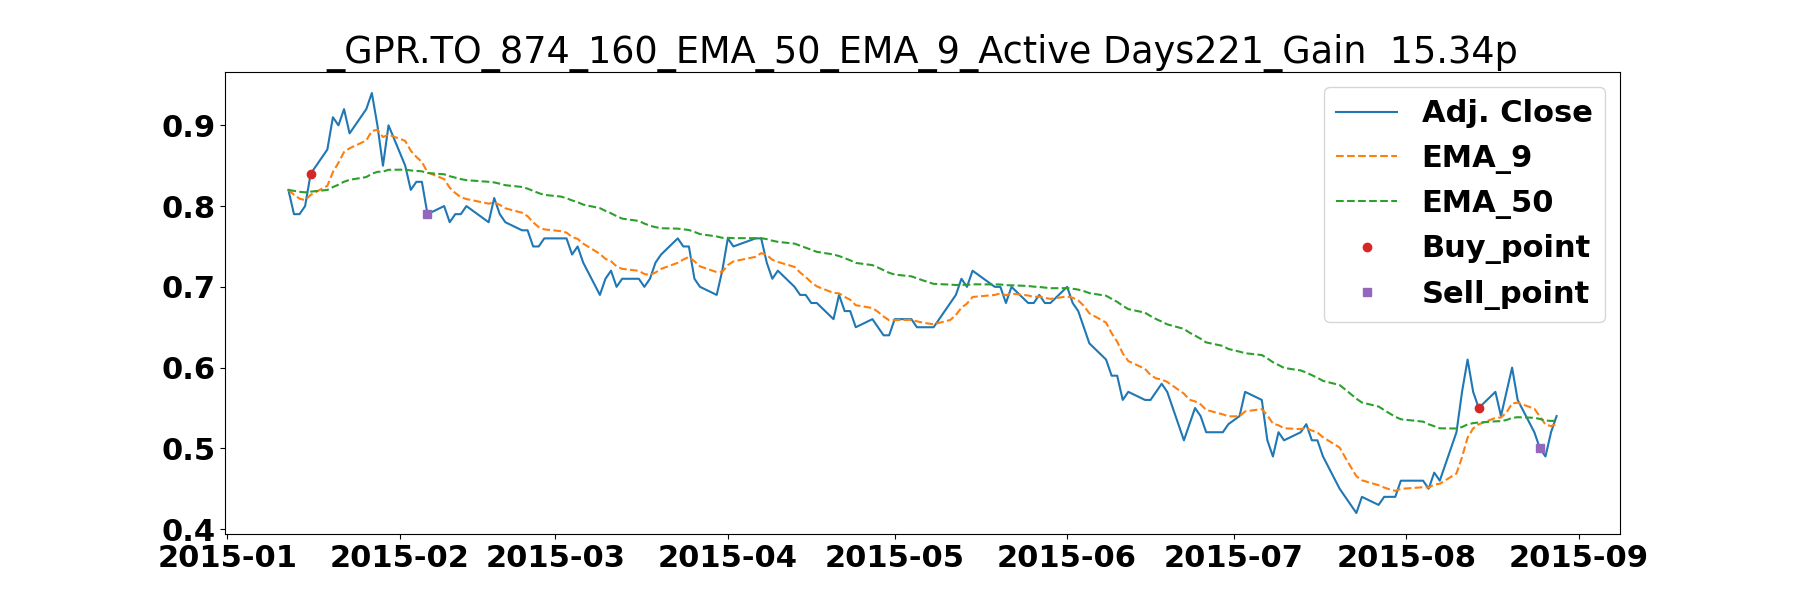 _GPR.TO_874_160_EMA_50_EMA_9_Active Days221_Gain  15.34p
Adj. Close
EMA_9
EMA_50
Buy_point
Sell_point
0.9
0.8
0.7
0.6
0.5
0.4
2015-01 2015-02 2015-03 2015-04 2015-05 2015-06 2015-07 2015-08 2015-09